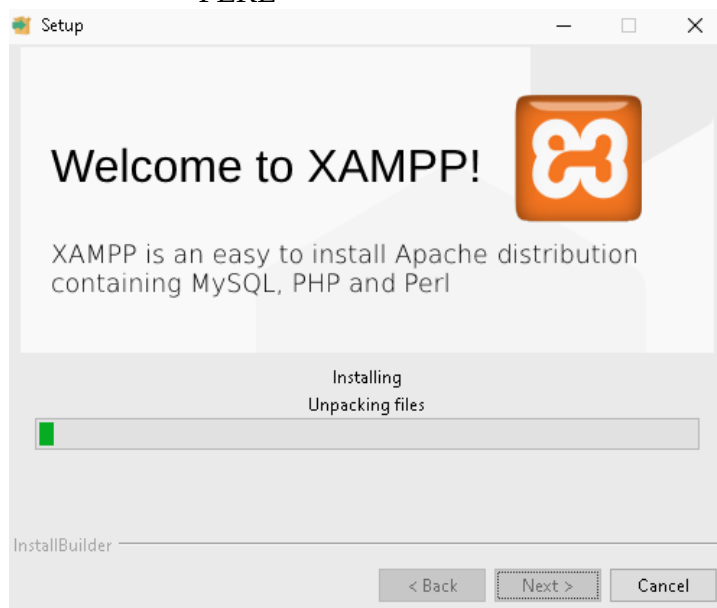 PERL
Setup
Welcome to XAMPP!
XAMPP is an easy to install Apache distribution
containing MySQL, PHP and Perl
Installing
Unpacking files
InstallBuilder
< Back Next > Cancel